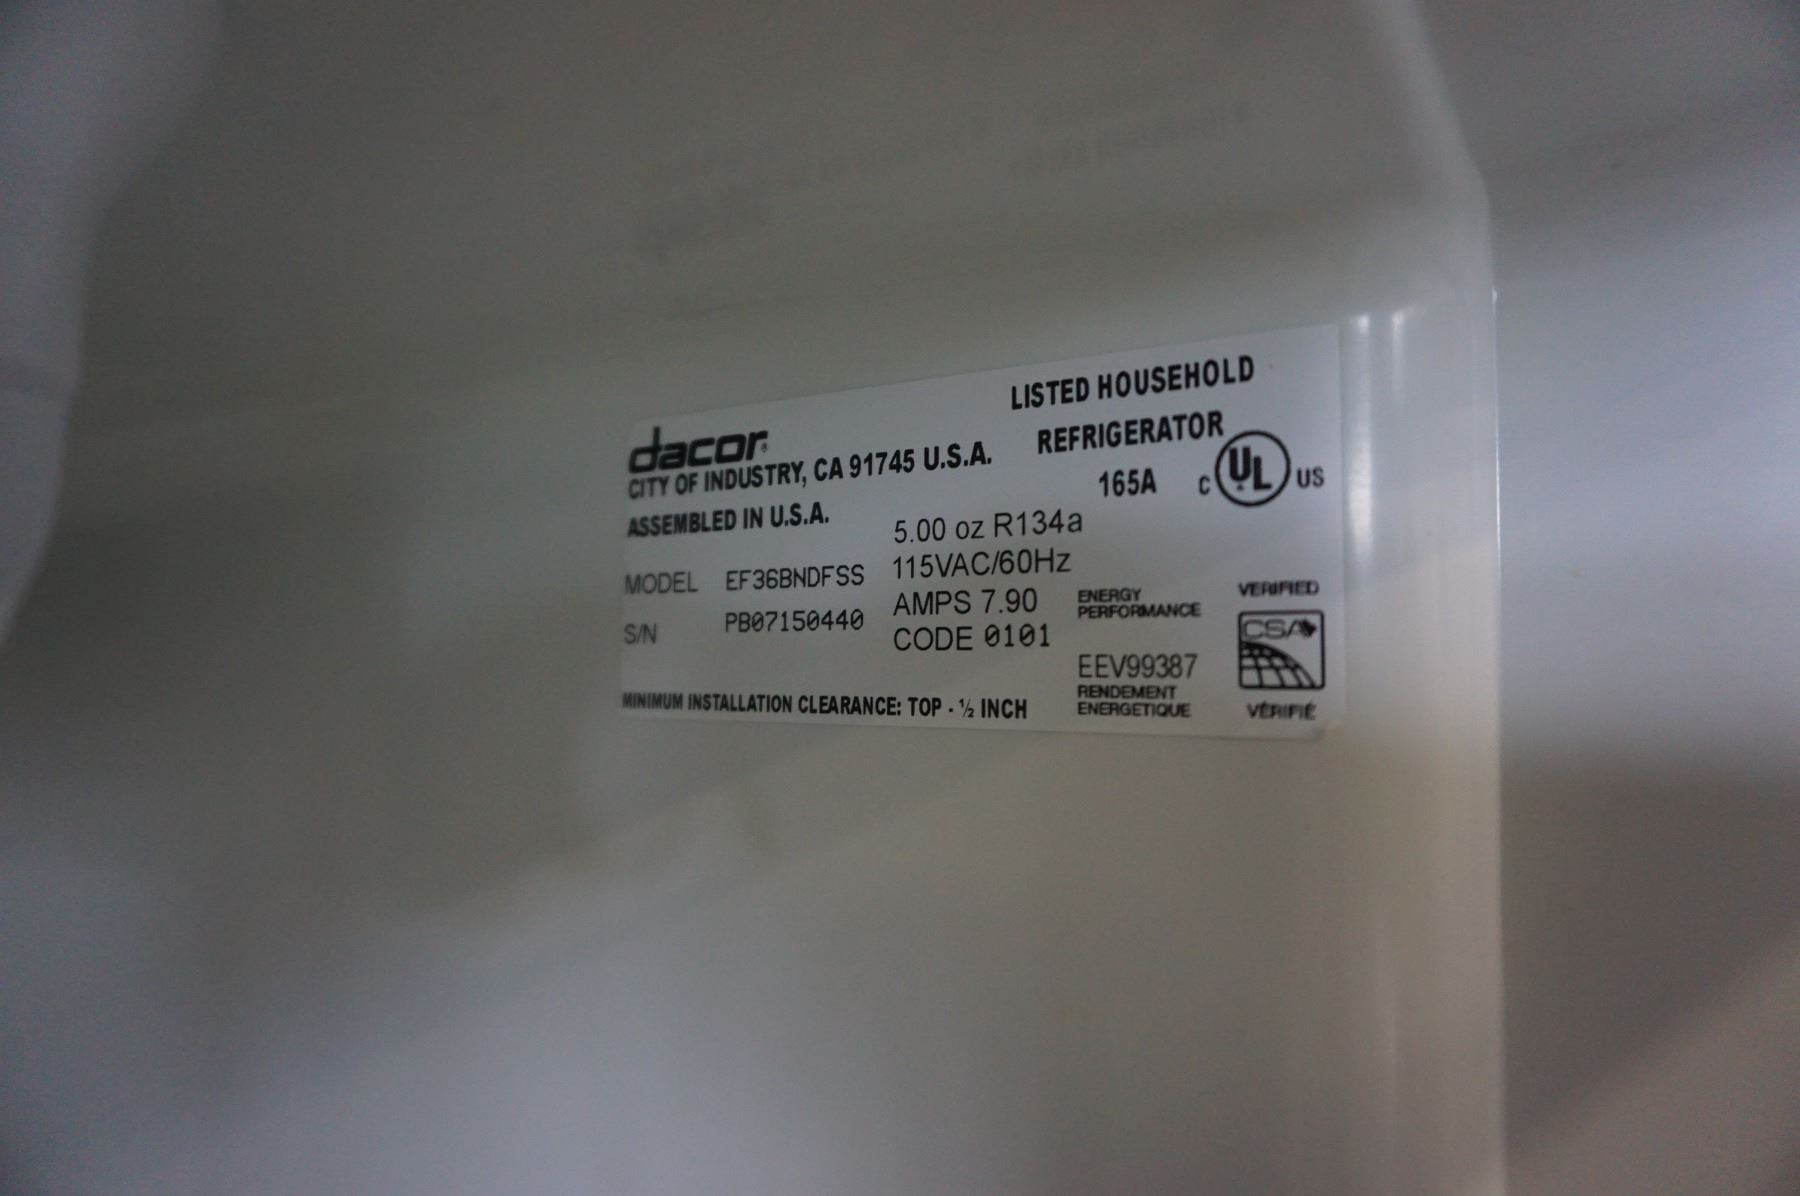 dacor®
CITY OF INDUSTRY, CA 91745 U.S.A.
ASSEMBLED IN U.S.A.
LISTED HOUSEHOLD
REFRIGERATOR
165A
C UL US
MODEL EF36BNDFSS
S/N PB07150440
5.00 oz R134a
115VAC/60Hz
AMPS 7.90
CODE 0101
ENERGY
PERFORMANCE
EEV99387
RENDEMENT
ENERGETIQUE
VERIFIED
CSA
VÉRIFIÉ
MINIMUM INSTALLATION CLEARANCE: TOP - ½ INCH